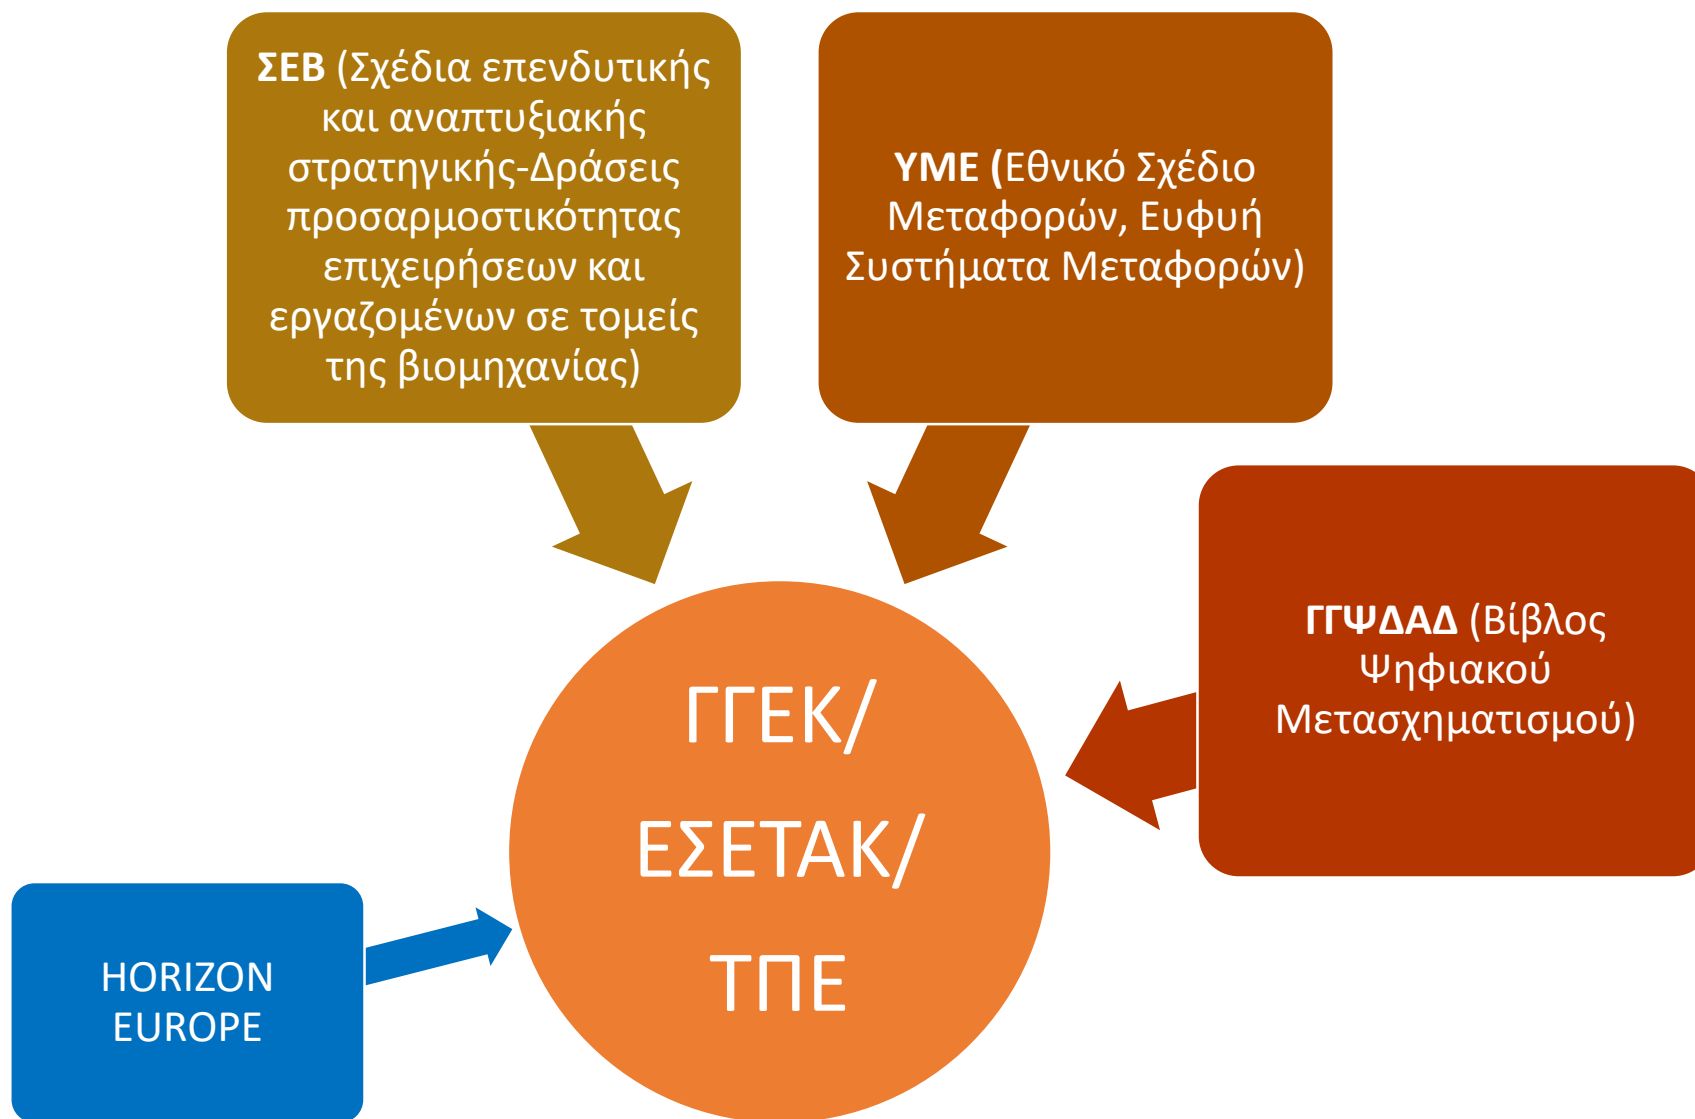 ΣΕΒ (Σχέδια επενδυτικής
και αναπτυξιακής
στρατηγικής-Δράσεις
προσαρμοστικότητας
επιχειρήσεων και
εργαζομένων σε τομείς
της βιομηχανίας)
ΥΜΕ (Εθνικό Σχέδιο
Μεταφορών, Ευφυή
Συστήματα Μεταφορών)
ΓΓΨΔΑΔ (Βίβλος
Ψηφιακού
Μετασχηματισμού)
ΓΓΕΚ/
ΕΣΕΤΑΚ/
ΤΠΕ
HORIZON
EUROPE